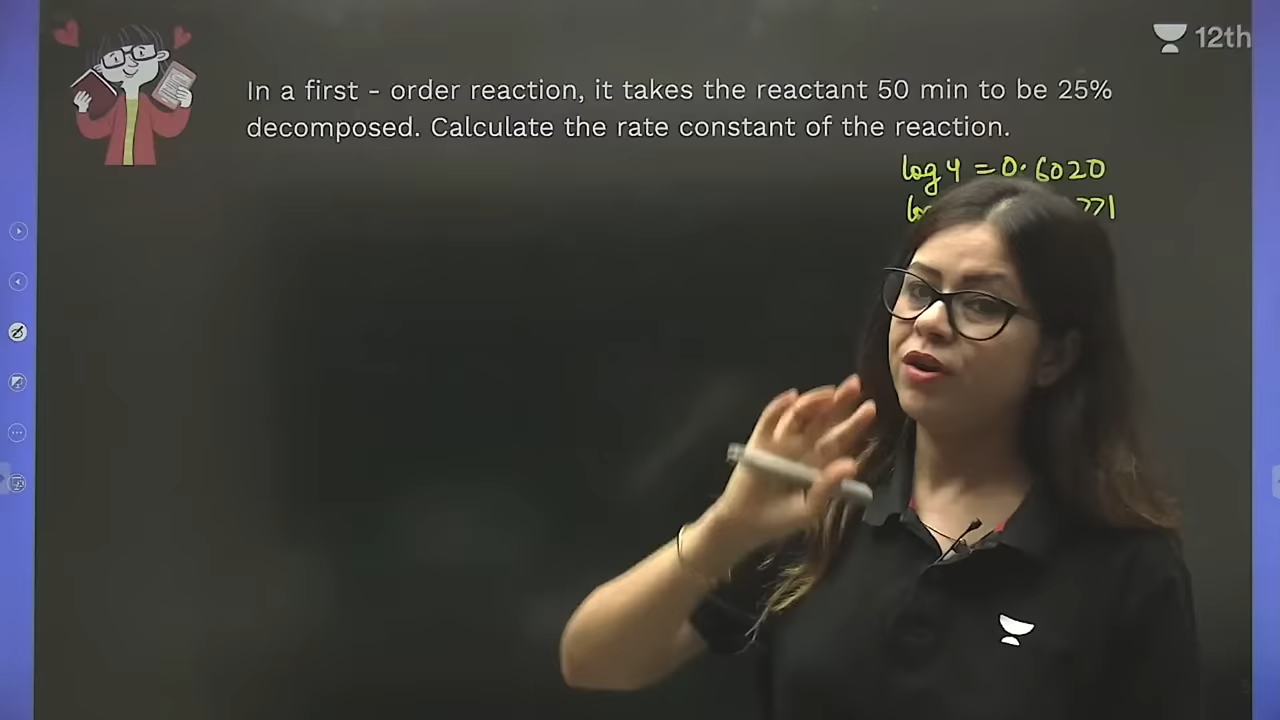 12th
In a first - order reaction, it takes the reactant 50 min to be 25%
decomposed. Calculate the rate constant of the reaction.
log 4 = 0.6020